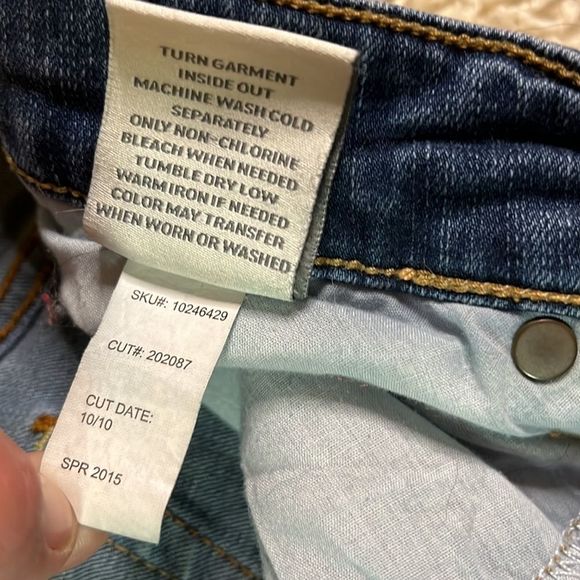 TURN GARMENT
INSIDE OUT
MACHINE WASH COLD
SEPARATELY
ONLY NON-CHLORINE
BLEACH WHEN NEEDED
TUMBLE DRY LOW
WARM IRON IF NEEDED
COLOR MAY TRANSFER
WHEN WORN OR WASHED
SKU#: 10246429
CUT#: 202087
CUT DATE:
10/10
SPR 2015